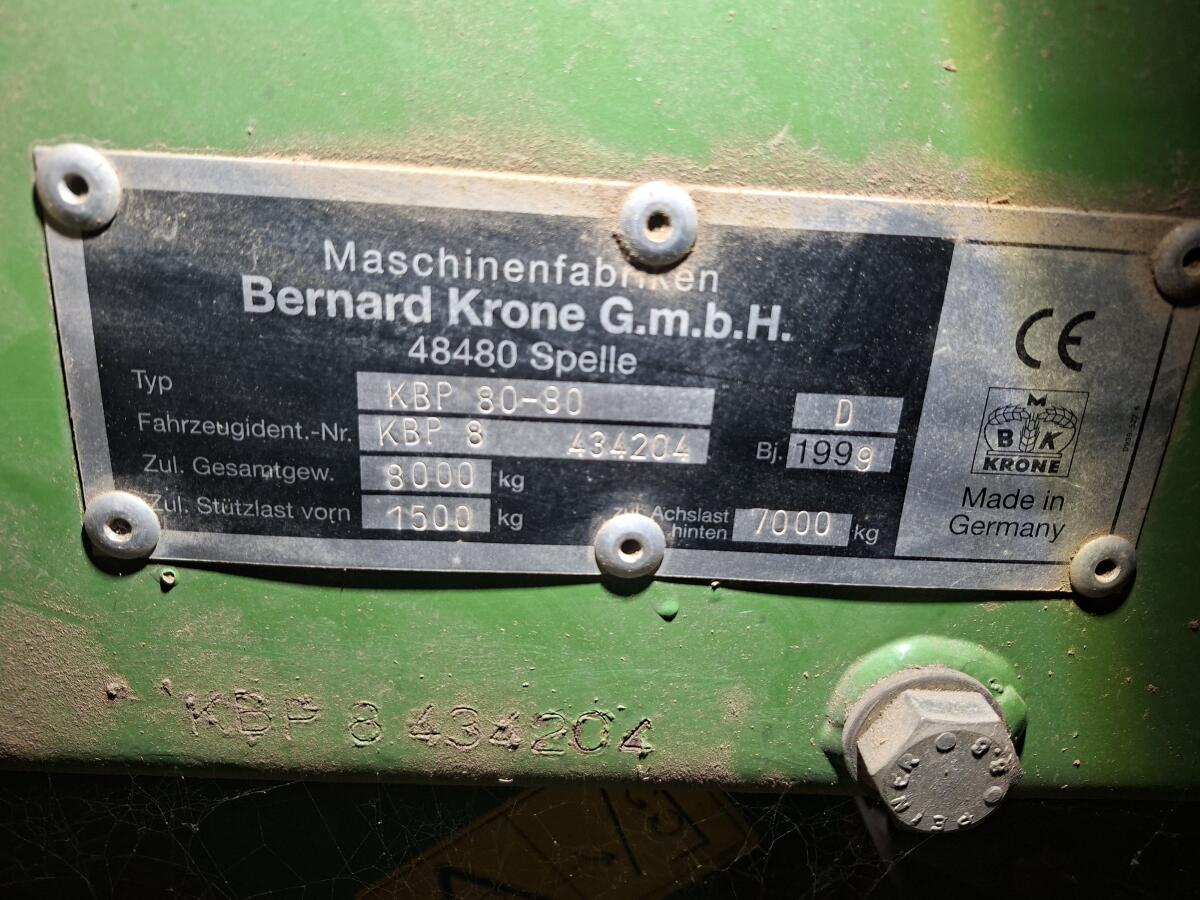 Maschinenfabriken
Bernard Krone G.m.b.H.
48480 Spelle
Typ KBP 80-80 D
Fahrzeugident.-Nr. KBP 8 434204 Bj. 1999
Zul. Gesamtgew. 8000 kg
Zul. Stützlast vorn 1500 kg zul. Achslast hinten 7000 kg
CE
M
B K
KRONE
Made in
Germany
KBP 8 434204
8.8